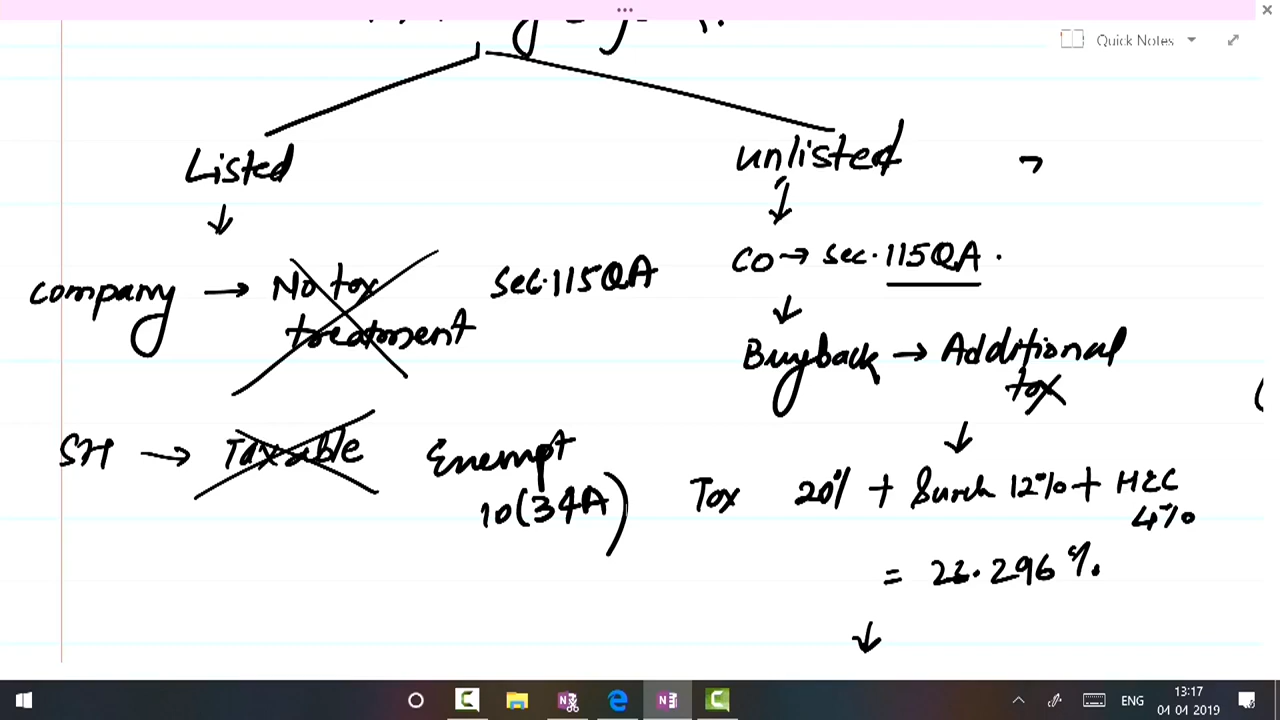 Quick Notes
Listed
unlisted
company → No tax treatment Sec.115QA
CO → Sec. 115QA.
Buyback → Additional tax
SH → Taxable Exempt 10(34A)
Tax 20% + Surch 12% + H&C 4%
= 23.296%.
ENG
13:17
04 04 2019